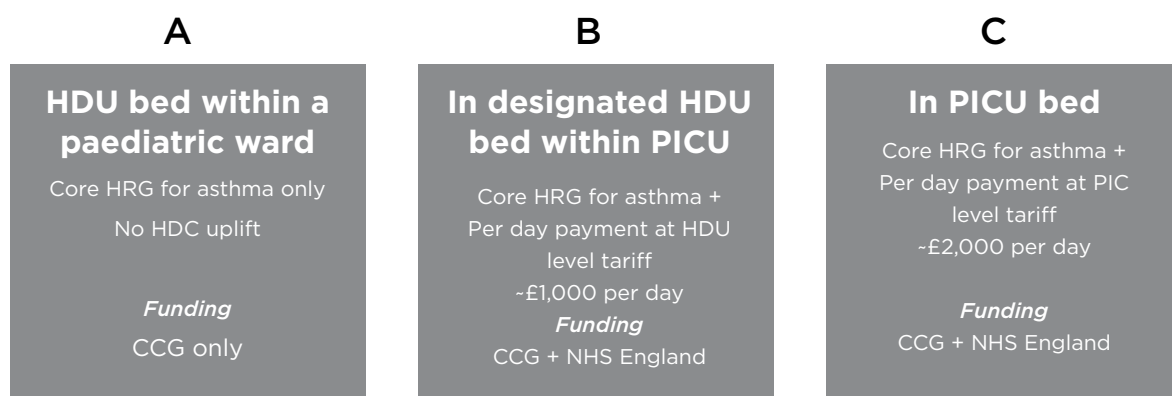 A
HDU bed within a
paediatric ward
Core HRG for asthma only
No HDC uplift
Funding
CCG only
B
In designated HDU
bed within PICU
Core HRG for asthma +
Per day payment at HDU
level tariff
~£1,000 per day
Funding
CCG + NHS England
C
In PICU bed
Core HRG for asthma +
Per day payment at PIC
level tariff
~£2,000 per day
Funding
CCG + NHS England